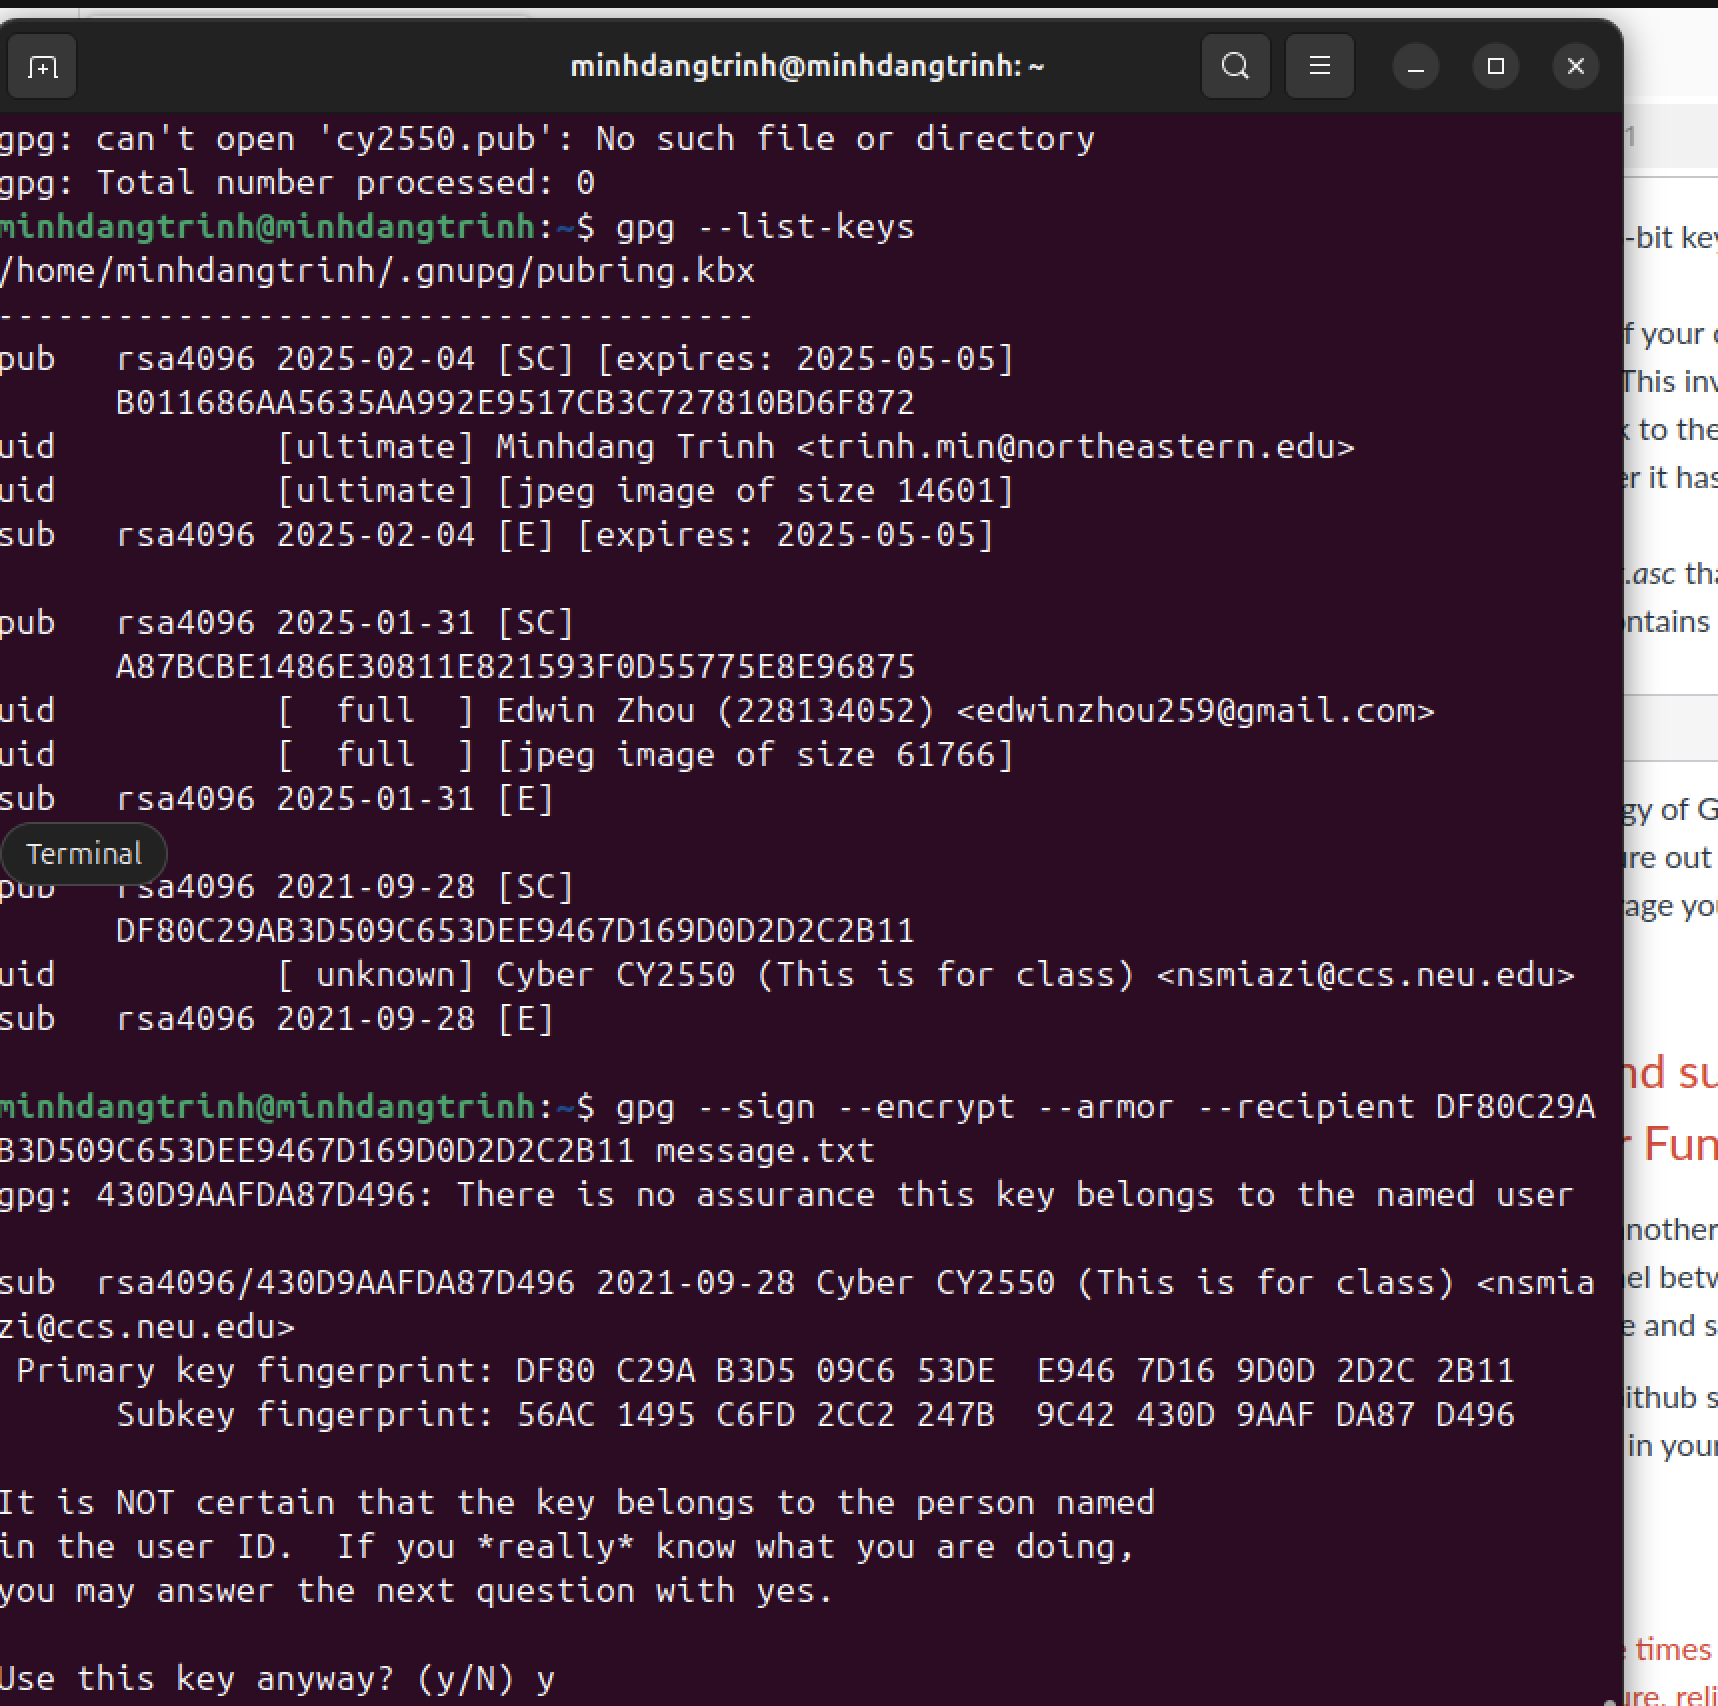 minhdangtrinh@minhdangtrinh: ~
gpg: can't open 'cy2550.pub': No such file or directory
gpg: Total number processed: 0
minhdangtrinh@minhdangtrinh:~$ gpg --list-keys
/home/minhdangtrinh/.gnupg/pubring.kbx
--------------------------------------
pub   rsa4096 2025-02-04 [SC] [expires: 2025-05-05]
      B011686AA5635AA992E9517CB3C727810BD6F872
uid           [ultimate] Minhdang Trinh <trinh.min@northeastern.edu>
uid           [ultimate] [jpeg image of size 14601]
sub   rsa4096 2025-02-04 [E] [expires: 2025-05-05]
pub   rsa4096 2025-01-31 [SC]
      A87BCBE1486E30811E821593F0D55775E8E96875
uid           [  full  ] Edwin Zhou (228134052) <edwinzhou259@gmail.com>
uid           [  full  ] [jpeg image of size 61766]
sub   rsa4096 2025-01-31 [E]
Terminal
pub   rsa4096 2021-09-28 [SC]
      DF80C29AB3D509C653DEE9467D169D0D2D2C2B11
uid           [ unknown] Cyber CY2550 (This is for class) <nsmiazi@ccs.neu.edu>
sub   rsa4096 2021-09-28 [E]
minhdangtrinh@minhdangtrinh:~$ gpg --sign --encrypt --armor --recipient DF80C29A
B3D509C653DEE9467D169D0D2D2C2B11 message.txt
gpg: 430D9AAFDA87D496: There is no assurance this key belongs to the named user
sub  rsa4096/430D9AAFDA87D496 2021-09-28 Cyber CY2550 (This is for class) <nsmia
zi@ccs.neu.edu>
 Primary key fingerprint: DF80 C29A B3D5 09C6 53DE  E946 7D16 9D0D 2D2C 2B11
      Subkey fingerprint: 56AC 1495 C6FD 2CC2 247B  9C42 430D 9AAF DA87 D496
It is NOT certain that the key belongs to the person named
in the user ID.  If you *really* know what you are doing,
you may answer the next question with yes.
Use this key anyway? (y/N) y
1
-bit key
f your
This inv
to the
it has
.asc tha
of G
out
you
nd su
Fun
another
betw
and s
ithub s
in your
times